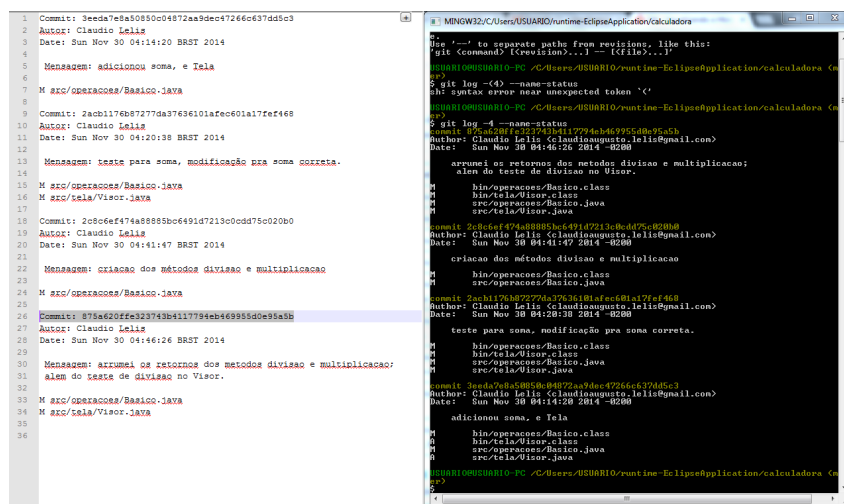 1 Commit: 3eeda7e8a50850c04872aa9dec47266c637dd5c3
2 Autor: Claudio Lelis
3 Date: Sun Nov 30 04:14:20 BRST 2014
4
5 Mensagem: adicionou soma, e Tela
6
7 M src/operacoes/Basico.java
8
9 Commit: 2acb1176b87277da37636101afec601a17fef468
10 Autor: Claudio Lelis
11 Date: Sun Nov 30 04:20:38 BRST 2014
12
13 Mensagem: teste para soma, modificação pra soma correta.
14
15 M src/operacoes/Basico.java
16 M src/tela/Visor.java
17
18 Commit: 2c8c6ef474a88885bc6491d7213c0cdd75c020b0
19 Autor: Claudio Lelis
20 Date: Sun Nov 30 04:41:47 BRST 2014
21
22 Mensagem: criacao dos métodos divisao e multiplicacao
23
24 M src/operacoes/Basico.java
25
26 Commit: 875a620ffe323743b4117794eb469955d0e95a5b
27 Autor: Claudio Lelis
28 Date: Sun Nov 30 04:46:26 BRST 2014
29
30 Mensagem: arrumei os retornos dos metodos divisao e multiplicacao;
31 alem do teste de divisao no Visor.
32
33 M src/operacoes/Basico.java
34 M src/tela/Visor.java
35
36
MINGW32:/C/Users/USUARIO/runtime-EclipseApplication/calculadora
e.
Use '--' to separate paths from revisions, like this:
'git <command> [<revision>...] -- [<file>...]'
USUARIO@USUARIO-PC /C/Users/USUARIO/runtime-EclipseApplication/calculadora (m
er)
$ git log -(4) --name-status
sh: syntax error near unexpected token `('
USUARIO@USUARIO-PC /C/Users/USUARIO/runtime-EclipseApplication/calculadora (m
er)
$ git log -4 --name-status
commit 875a620ffe323743b4117794eb469955d0e95a5b
Author: Claudio Lelis <claudioaugusto.lelis@gmail.com>
Date: Sun Nov 30 04:46:26 2014 -0200
arrumei os retornos dos metodos divisao e multiplicacao;
alem do teste de divisao no Visor.
M bin/operacoes/Basico.class
M bin/tela/Visor.class
M src/operacoes/Basico.java
M src/tela/Visor.java
commit 2c8c6ef474a88885bc6491d7213c0cdd75c020b0
Author: Claudio Lelis <claudioaugusto.lelis@gmail.com>
Date: Sun Nov 30 04:41:47 2014 -0200
criacao dos métodos divisao e multiplicacao
M bin/operacoes/Basico.class
M src/operacoes/Basico.java
commit 2acb1176b87277da37636101afec601a17fef468
Author: Claudio Lelis <claudioaugusto.lelis@gmail.com>
Date: Sun Nov 30 04:20:38 2014 -0200
teste para soma, modificação pra soma correta.
M bin/operacoes/Basico.class
M bin/tela/Visor.class
M src/operacoes/Basico.java
M src/tela/Visor.java
commit 3eeda7e8a50850c04872aa9dec47266c637dd5c3
Author: Claudio Lelis <claudioaugusto.lelis@gmail.com>
Date: Sun Nov 30 04:14:20 2014 -0200
adicionou soma, e Tela
M bin/operacoes/Basico.class
A bin/tela/Visor.class
M src/operacoes/Basico.java
A src/tela/Visor.java
USUARIO@USUARIO-PC /C/Users/USUARIO/runtime-EclipseApplication/calculadora (m
er)
$